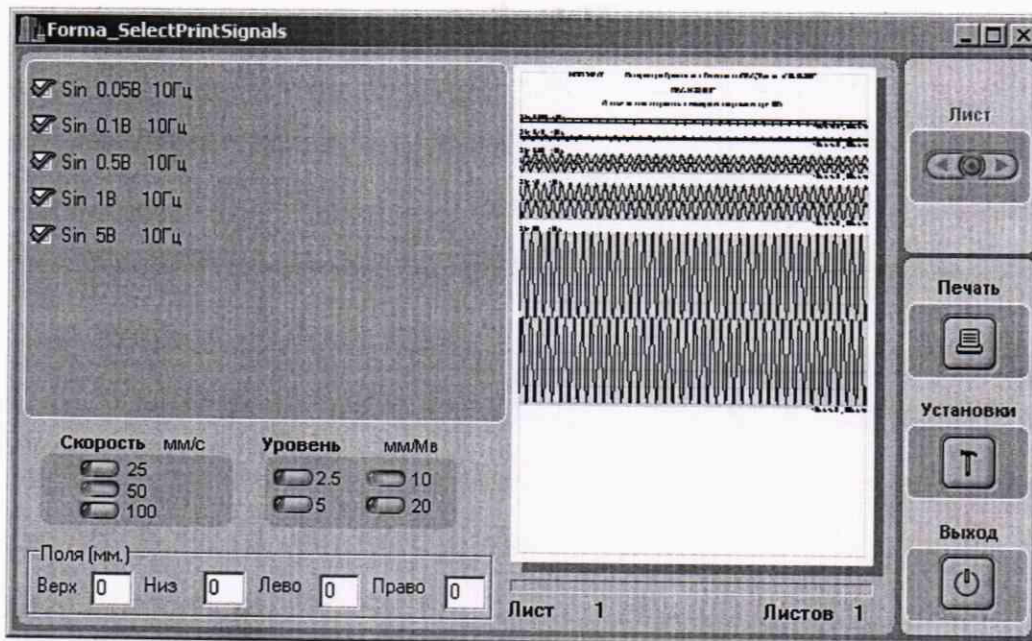 Forma_SelectPrintSignals
Sin 0.05В 10Гц
Sin 0.1В 10Гц
Sin 0.5В 10Гц
Sin 1В 10Гц
Sin 5В 10Гц
Скорость мм/с
25
50
100
Уровень мм/Мв
2.5 10
5 20
Поля (мм.)
Верх 0 Низ 0 Лево 0 Право 0
Лист 1 Листов 1
Лист
Печать
Установки
Выход